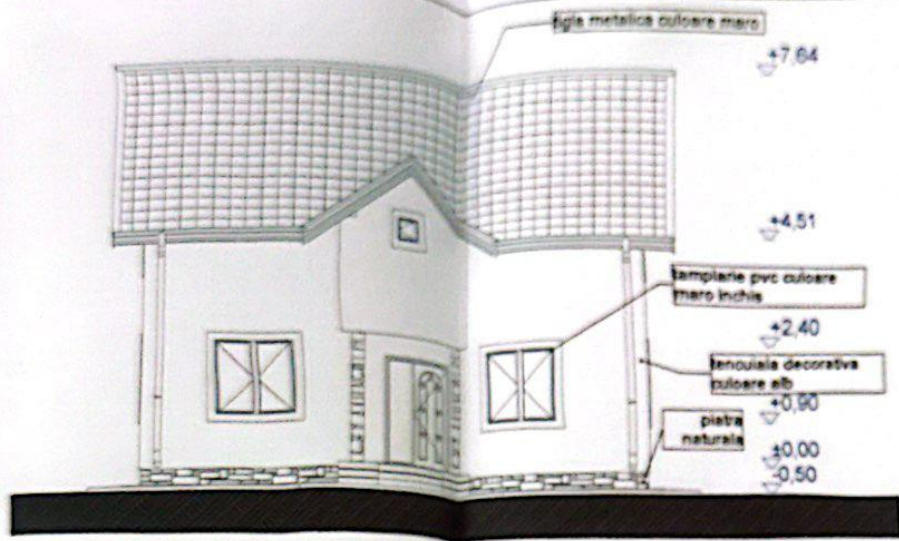 tigla metalica culoare maro
+7,64
+4,51
tamplarie pvc culoare
maro inchis
+2,40
tencuiala decorativa
culoare alb
+0,90
piatra
naturala
±0,00
-0,50